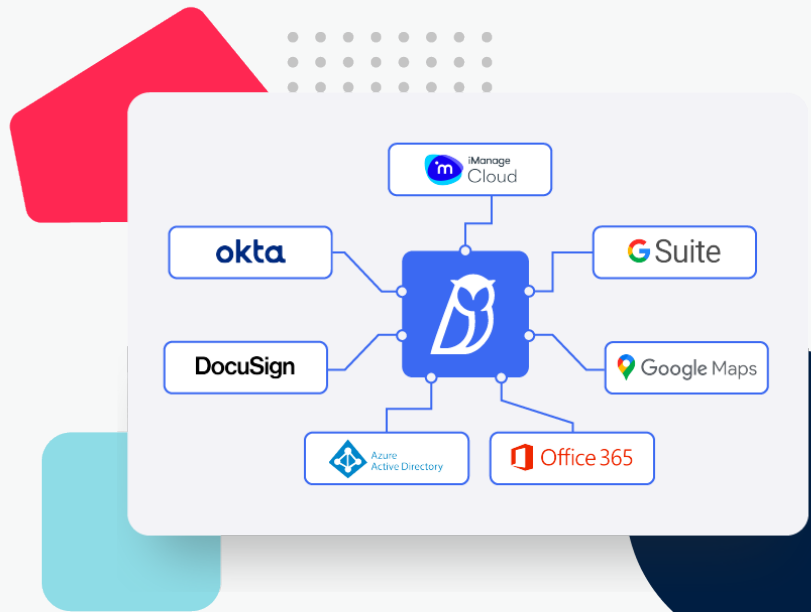 iManage
Cloud
okta
G Suite
DocuSign
Google Maps
Azure
Active Directory
Office 365